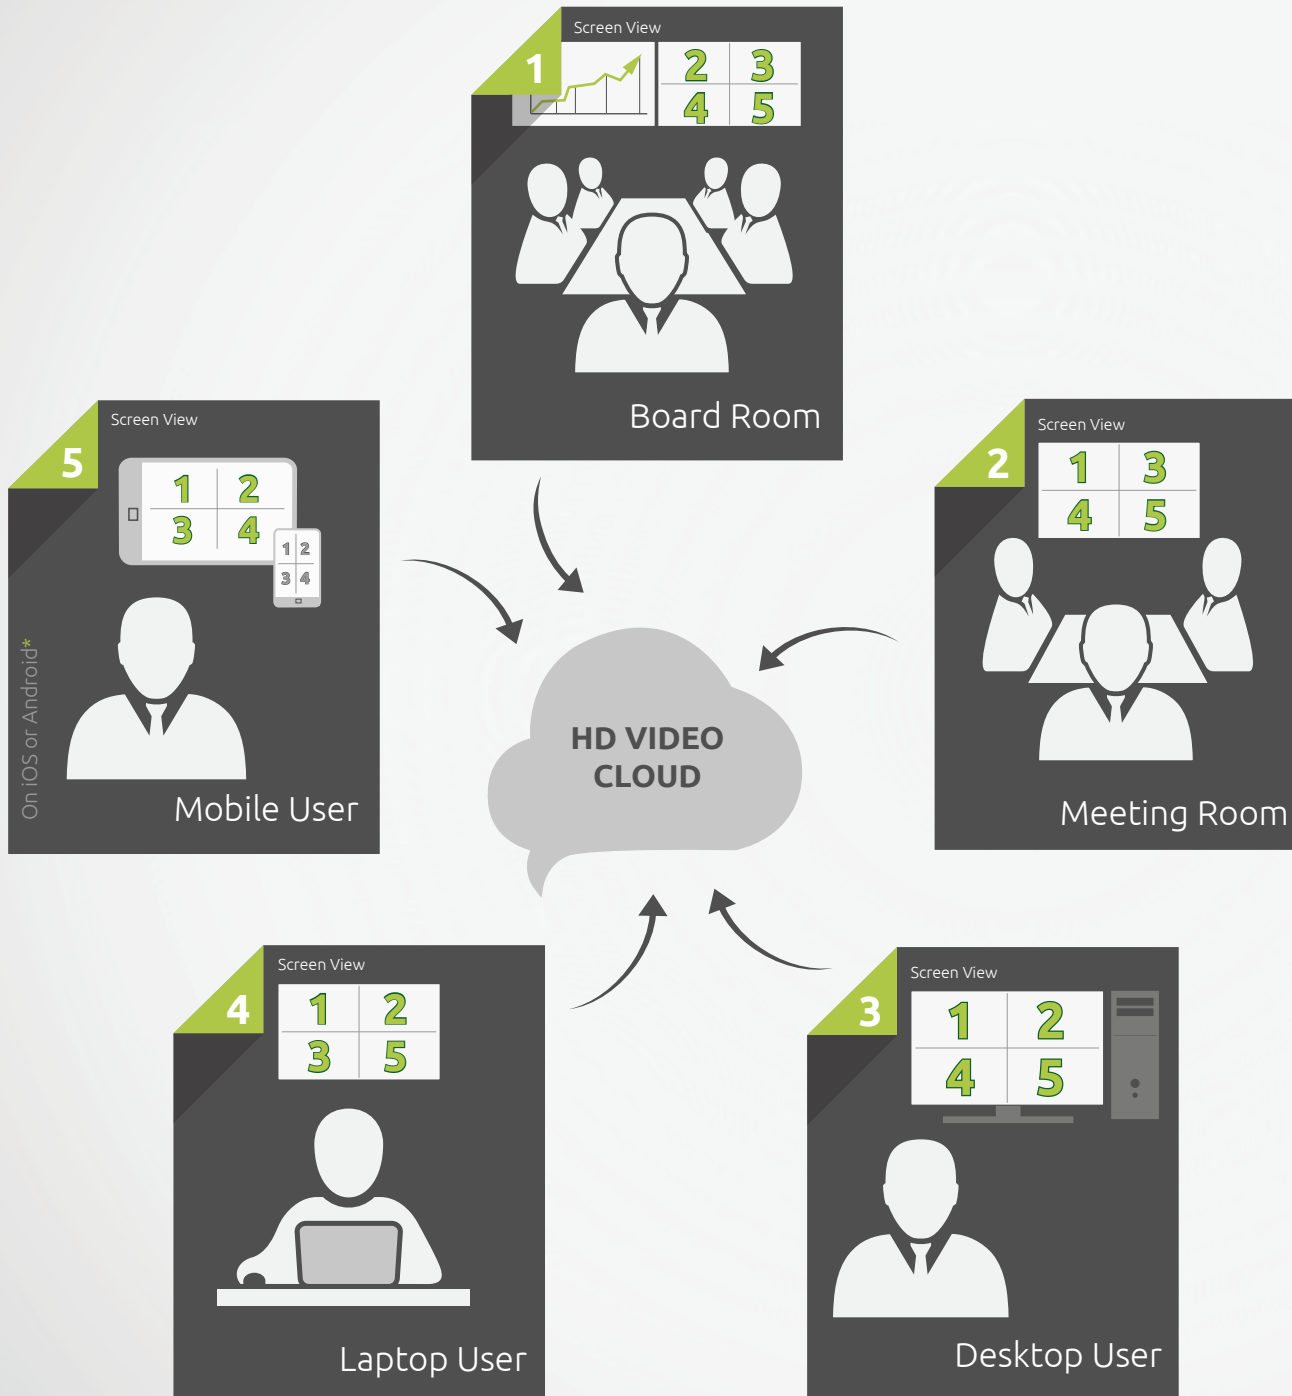 1
Screen View
2 3
4 5
Board Room
5
Screen View
1 2
3 4
1 2
3 4
On iOS or Android*
Mobile User
2
Screen View
1 3
4 5
Meeting Room
HD VIDEO
CLOUD
4
Screen View
1 2
3 5
Laptop User
3
Screen View
1 2
4 5
Desktop User